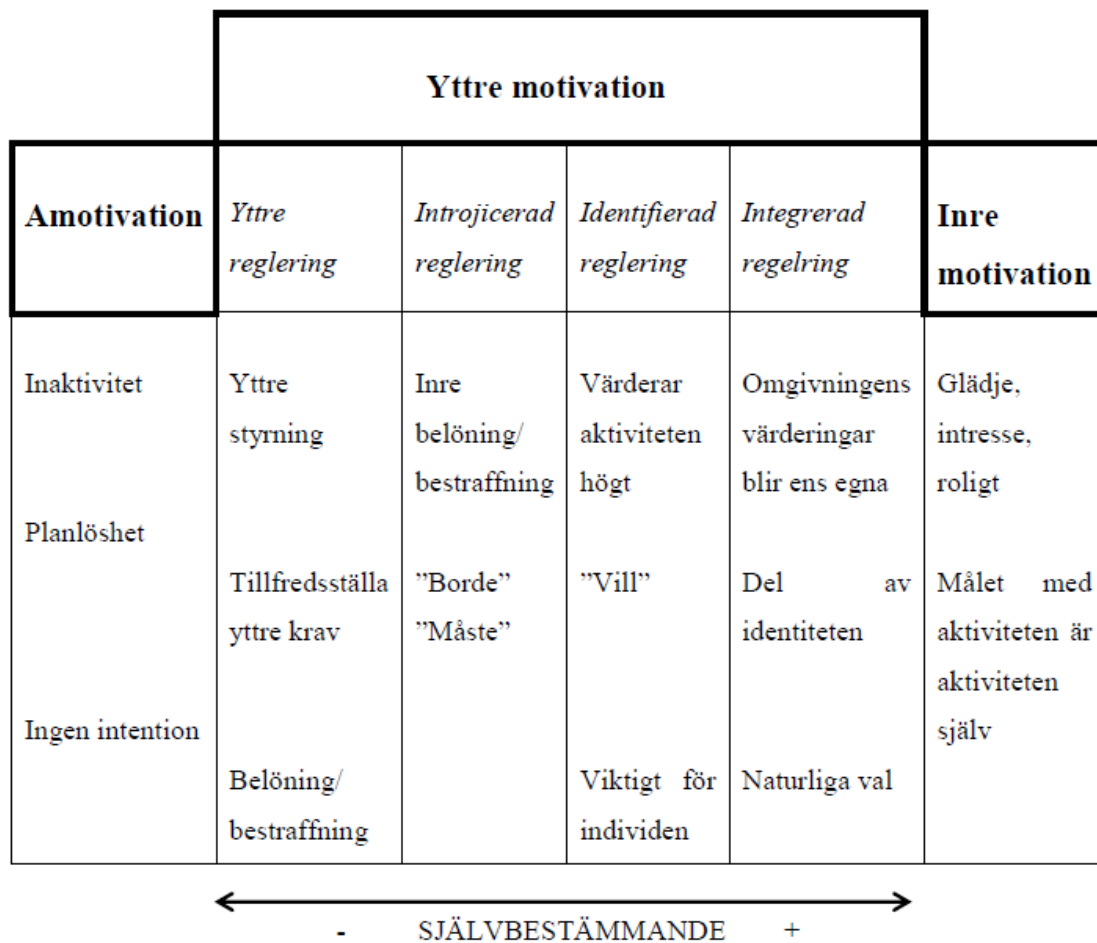 Yttre motivation
Amotivation
Yttre
reglering
Introjicerad
reglering
Identifierad
reglering
Integrerad
regelring
Inre
motivation
Inaktivitet
Planlöshet
Ingen intention
Yttre
styrning
Tillfredsställa
yttre krav
Belöning/
bestraffning
Inre
belöning/
bestraffning
”Borde”
”Måste”
Värderar
aktiviteten
högt
”Vill”
Viktigt för
individen
Omgivningens
värderingar
blir ens egna
Del av
identiteten
Naturliga val
Glädje,
intresse,
roligt
Målet med
aktiviteten är
aktiviteten
själv
- SJÄLVBESTÄMMANDE +